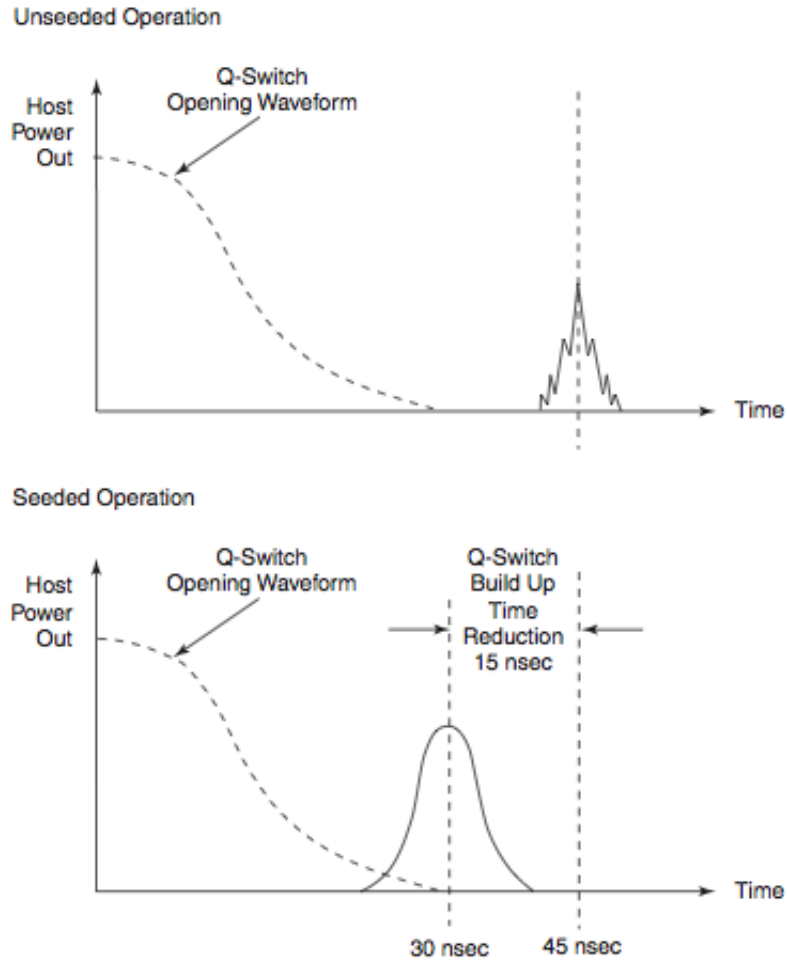 Unseeded Operation
Q-Switch
Opening Waveform
Host
Power
Out
Time
Seeded Operation
Q-Switch
Opening Waveform
Q-Switch
Build Up
Time
Reduction
15 nsec
Host
Power
Out
Time
30 nsec
45 nsec